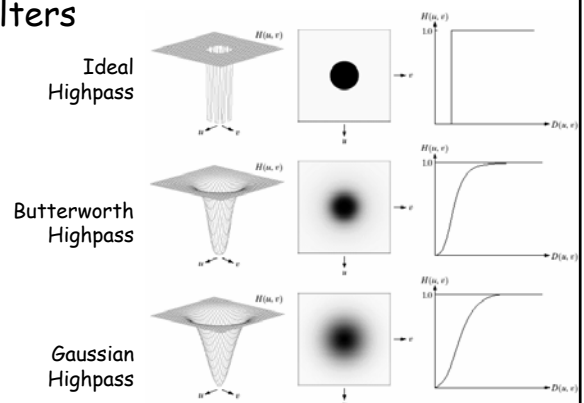 lters
Ideal
Highpass
H(u, v)
u
v
v
u
H(u, v)
1.0
D(u, v)
Butterworth
Highpass
H(u, v)
u
v
v
u
H(u, v)
1.0
D(u, v)
Gaussian
Highpass
H(u, v)
u
v
v
H(u, v)
1.0
D(u, v)